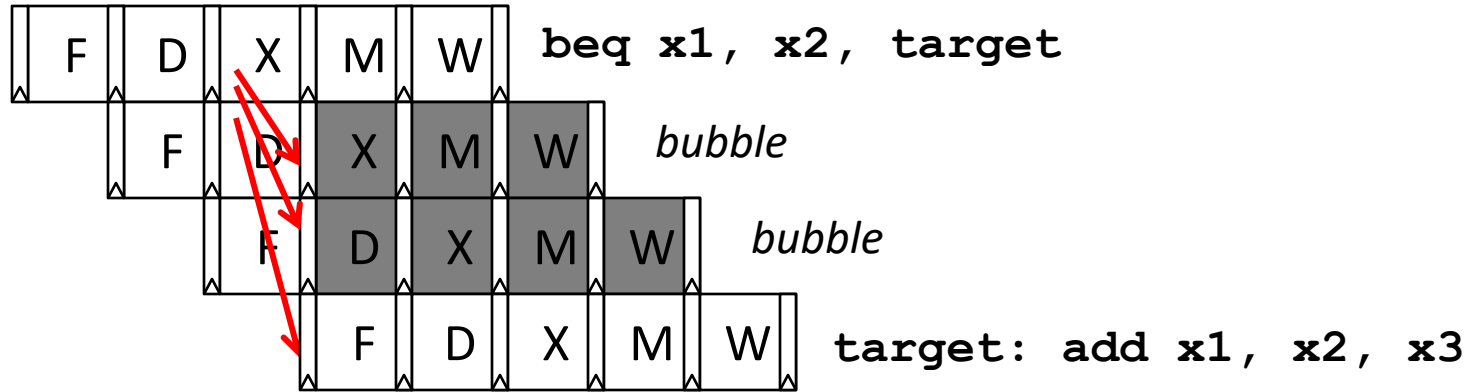 F D X M W beq x1, x2, target
F D X M W bubble
F D X M W bubble
F D X M W target: add x1, x2, x3